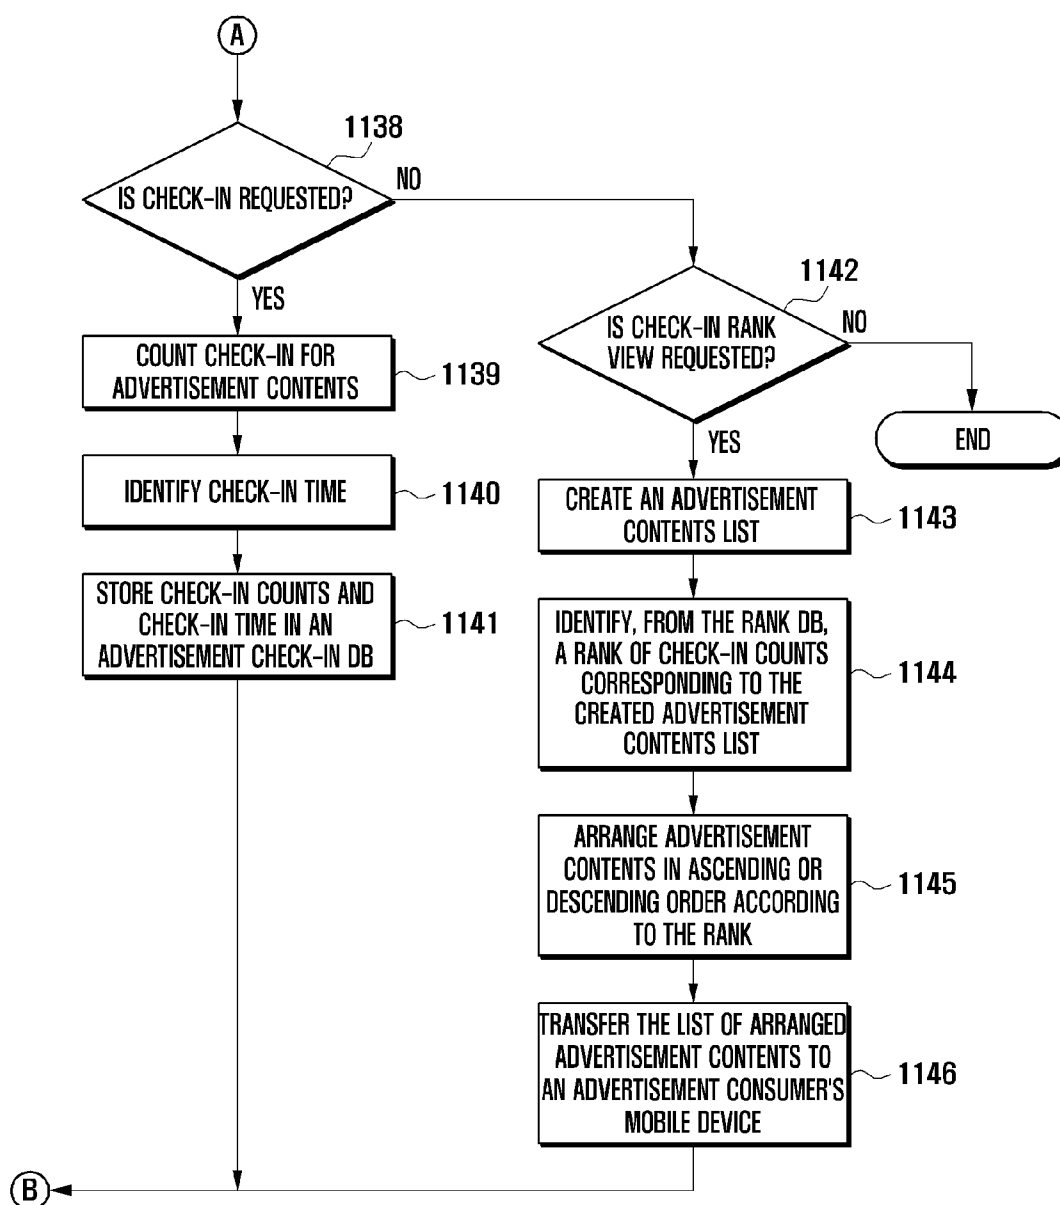 A
1138
IS CHECK-IN REQUESTED?
NO
YES
1142
IS CHECK-IN RANK
VIEW REQUESTED?
NO
YES
END
COUNT CHECK-IN FOR
ADVERTISEMENT CONTENTS
1139
IDENTIFY CHECK-IN TIME
1140
STORE CHECK-IN COUNTS AND
CHECK-IN TIME IN AN
ADVERTISEMENT CHECK-IN DB
1141
CREATE AN ADVERTISEMENT
CONTENTS LIST
1143
IDENTIFY, FROM THE RANK DB,
A RANK OF CHECK-IN COUNTS
CORRESPONDING TO THE
CREATED ADVERTISEMENT
CONTENTS LIST
1144
ARRANGE ADVERTISEMENT
CONTENTS IN ASCENDING OR
DESCENDING ORDER ACCORDING
TO THE RANK
1145
TRANSFER THE LIST OF ARRANGED
ADVERTISEMENT CONTENTS TO
AN ADVERTISEMENT CONSUMER'S
MOBILE DEVICE
1146
B